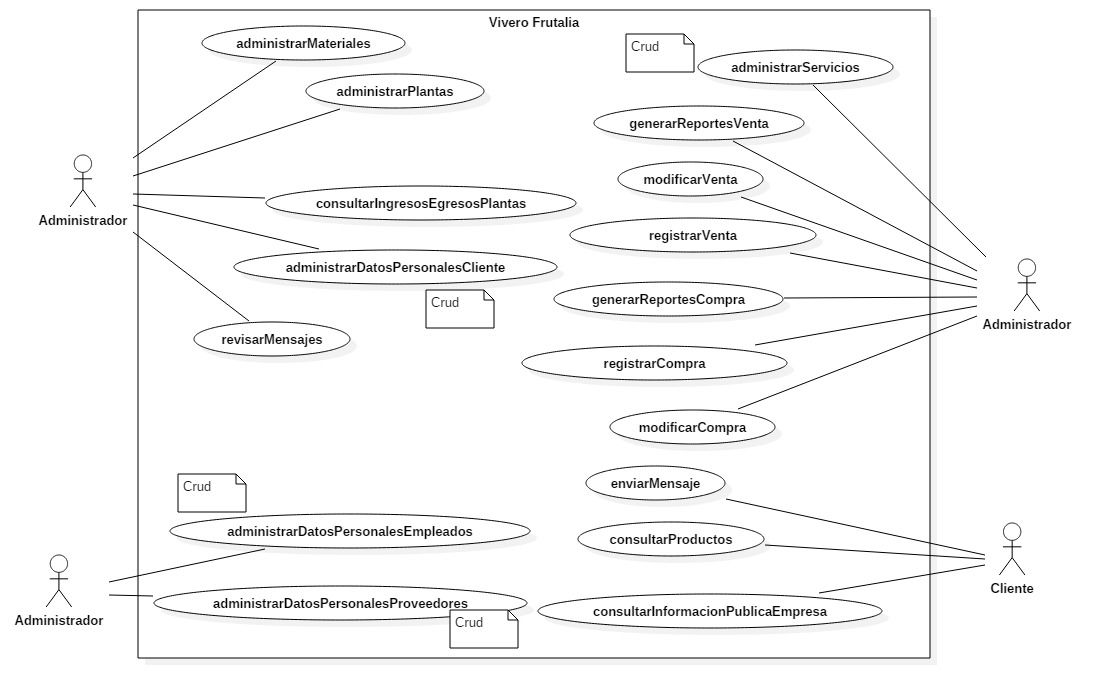 Vivero Frutalia
administrarMateriales
Crud
administrarServicios
administrarPlantas
generarReportesVenta
modificarVenta
Administrador
consultarIngresosEgresosPlantas
registrarVenta
administrarDatosPersonalesCliente
Crud
generarReportesCompra
Administrador
revisarMensajes
registrarCompra
modificarCompra
Crud
enviarMensaje
administrarDatosPersonalesEmpleados
consultarProductos
Cliente
administrarDatosPersonalesProveedores
Crud
consultarInformacionPublicaEmpresa
Administrador